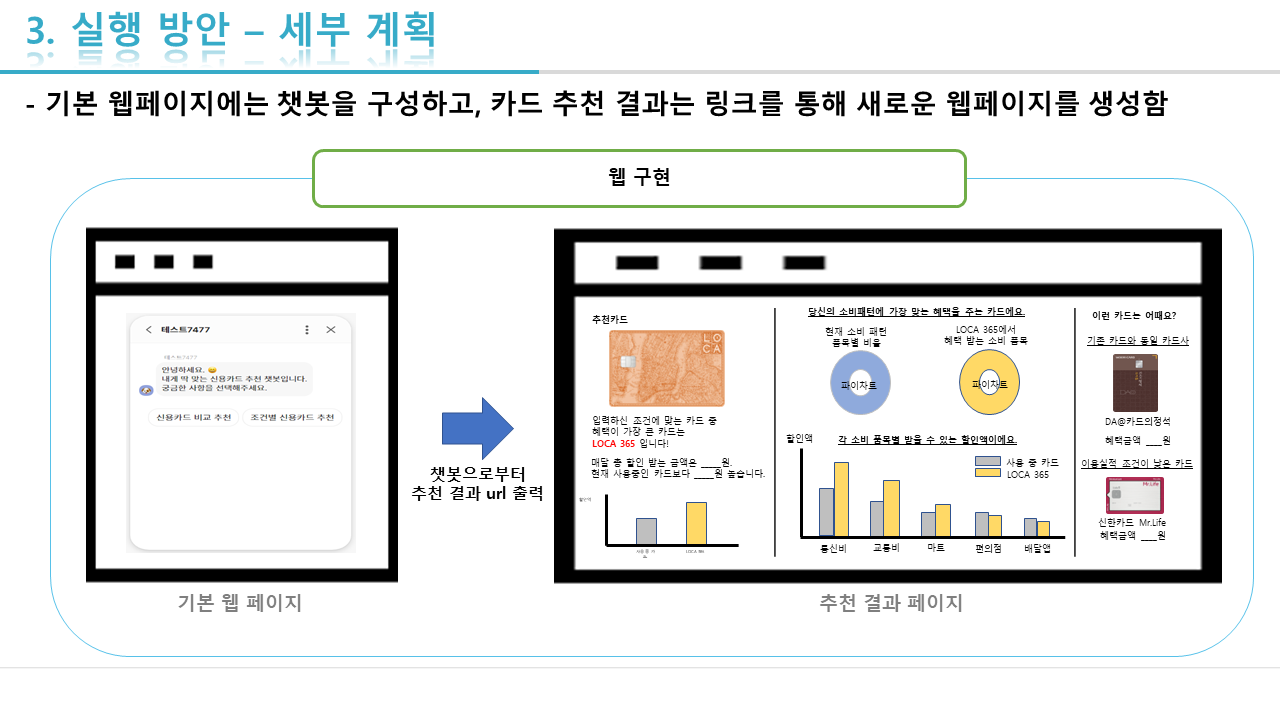 3. 실행 방안 – 세부 계획
- 기본 웹페이지에는 챗봇을 구성하고, 카드 추천 결과는 링크를 통해 새로운 웹페이지를 생성함
웹 구현
테스트7477
테스트7477
안녕하세요. 😀
내게 딱 맞는 신용카드 추천 챗봇입니다.
궁금한 사항을 선택해주세요.
신용카드 비교 추천
조건별 신용카드 추천
기본 웹 페이지
챗봇으로부터
추천 결과 url 출력
추천카드
LO
CA
입력하신 조건에 맞는 카드 중
혜택이 가장 큰 카드는
LOCA 365 입니다!
매달 총 할인 받는 금액은 ____원.
현재 사용중인 카드보다 ____원 높습니다.
할인액
사용 중 카
드
LOCA 365
당신의 소비패턴에 가장 맞는 혜택을 주는 카드에요.
현재 소비 패턴
품목별 비율
파이차트
LOCA 365에서
혜택 받는 소비 품목
파이차트
할인액
각 소비 품목별 받을 수 있는 할인액이에요.
사용 중 카드
LOCA 365
통신비
교통비
마트
편의점
배달앱
이런 카드는 어때요?
기존 카드와 동일 카드사
DA@카드의정석
혜택금액 ___원
이용실적 조건이 낮은 카드
Mr.Life
신한카드 Mr.Life
혜택금액 ___원
추천 결과 페이지